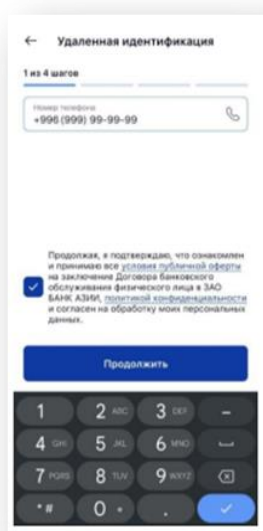 ← Удаленная идентификация
1 из 4 шагов
Номер телефона
+996 (999) 99-99-99
Продолжая, я подтверждаю, что ознакомлен
и принимаю все условия публичной оферты
на заключение Договора банковского
обслуживания физического лица в ЗАО
БАНК АЗИИ, политикой конфиденциальности
и согласен на обработку моих персональных
данных.
Продолжить
1 2 ABC 3 DEF -
4 GHI 5 JKL 6 MNO
7 PQRS 8 TUV 9 WXYZ
* # 0 + .